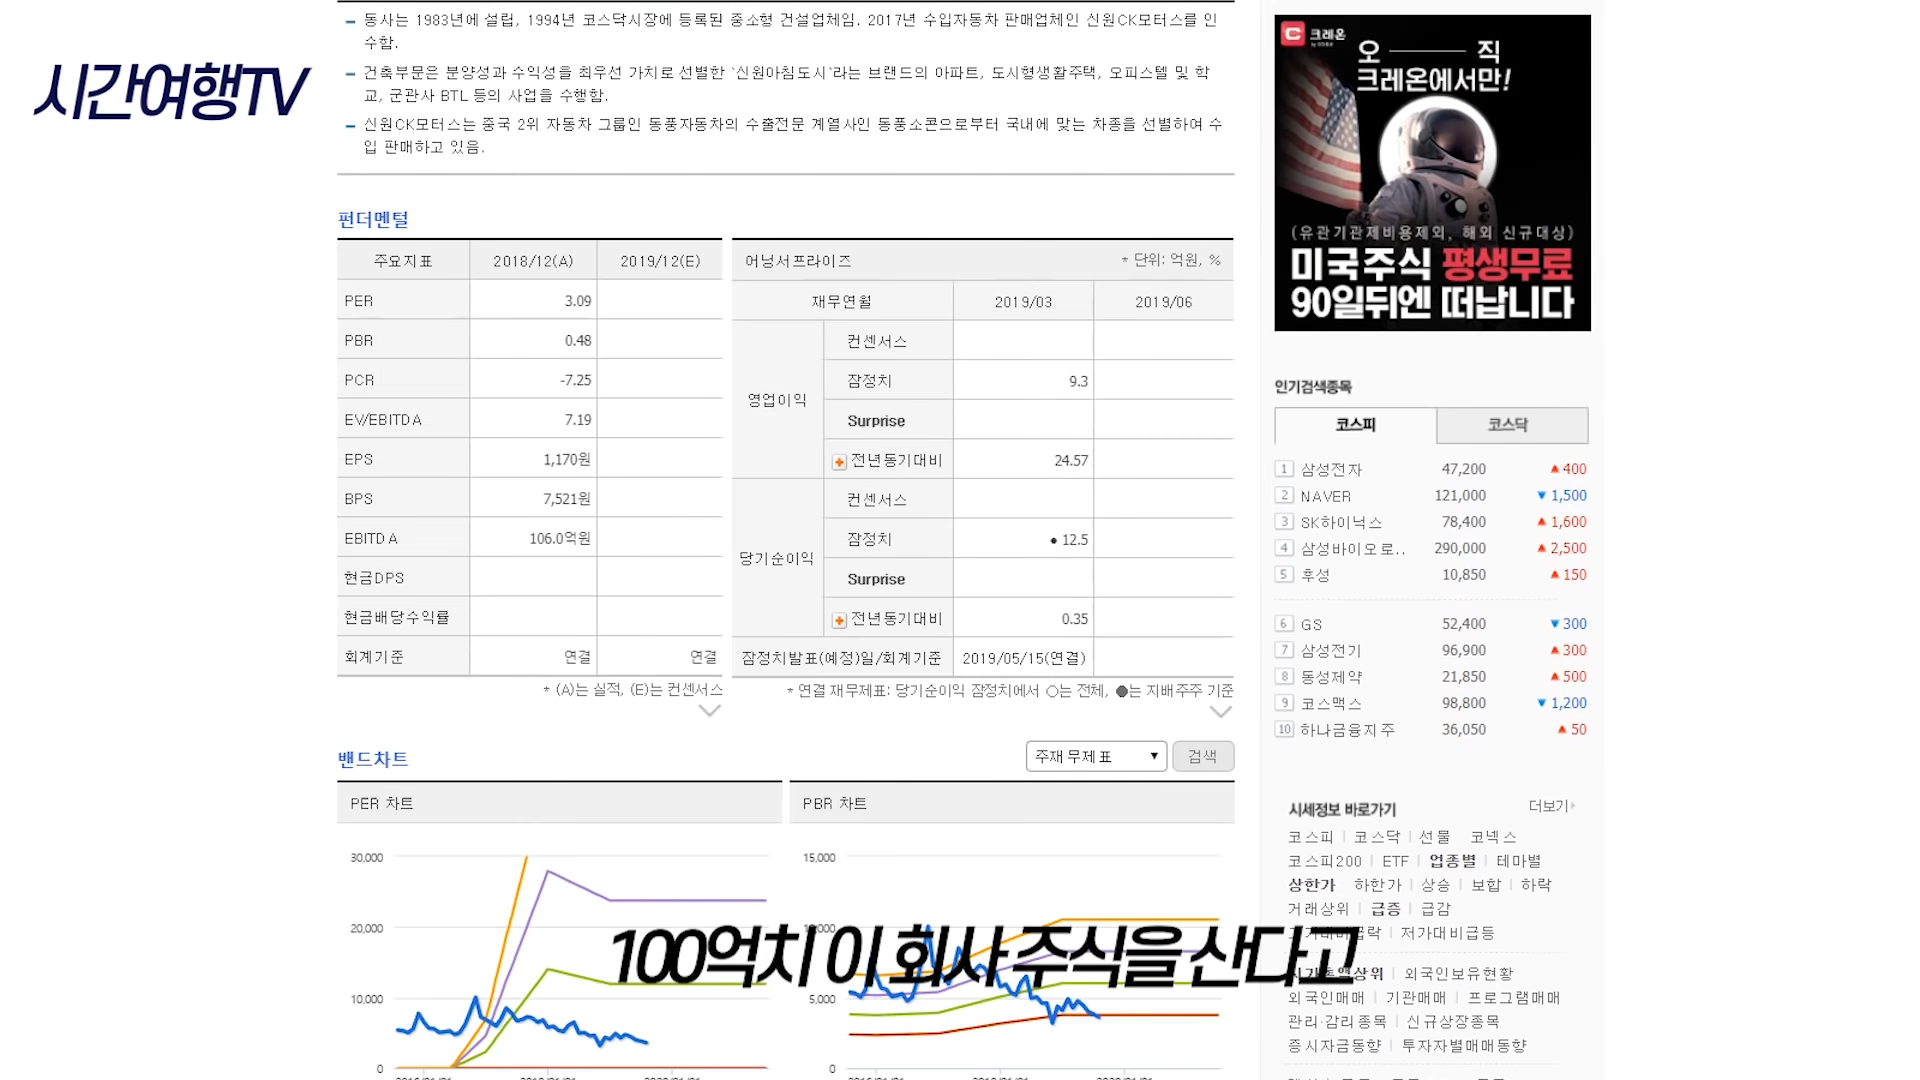 시간여행TV
동사는 1983년에 설립, 1994년 코스닥시장에 등록된 중소형 건설업체임. 2017년 수입자동차 판매업체인 신원CK모터스를 인
수함.
건축부문은 분양성과 수익성을 최우선 가치로 선별한 '신원아침도시'라는 브랜드의 아파트, 도시형생활주택, 오피스텔 및 학
교, 군관사 BTL 등의 사업을 수행함.
신원CK모터스는 중국 2위 자동차 그룹인 동풍자동차의 수출전문 계열사인 동풍소콘으로부터 국내에 맞는 차종을 선별하여 수
입 판매하고 있음.
펀더멘털
주요지표 2018/12(A) 2019/12(E)
PER 3.09
PBR 0.48
PCR -7.25
EV/EBITDA 7.19
EPS 1,170원
BPS 7,521원
EBITDA 106.0억원
현금DPS
현금배당수익률
회계기준 연결 연결
* (A)는 실적, (E)는 컨센서스
어닝서프라이즈 * 단위: 억원, %
재무연월 2019/03 2019/06
영업이익
컨센서스
잠정치 9.3
Surprise
전년동기대비 24.57
당기순이익
컨센서스
잠정치 ● 12.5
Surprise
전년동기대비 0.35
잠정치발표(예정)일/회계기준 2019/05/15(연결)
* 연결 재무제표: 당기순이익 잠정치에서 ○는 전체, ●는 지배주주 기준
밴드차트
주재무제표 ▼ 검색
PER 차트
30,000
20,000
10,000
0
PBR 차트
15,000
5,000
0
100억치 이 회사 주식을 산다고
크레온
오 직
크레온에서만!
(유관기관제비용제외, 해외 신규대상)
미국주식 평생무료
90일뒤엔 떠납니다
인기검색종목
코스피 코스닥
1 삼성전자 47,200 ▲400
2 NAVER 121,000 ▼1,500
3 SK하이닉스 78,400 ▲1,600
4 삼성바이오로.. 290,000 ▲2,500
5 후성 10,850 ▲150
6 GS 52,400 ▼300
7 삼성전기 96,900 ▲300
8 동성제약 21,850 ▲500
9 코스맥스 98,800 ▼1,200
10 하나금융지주 36,050 ▲50
시세정보 바로가기 더보기
코스피 코스닥 선물 코넥스
코스피200 ETF 업종별 테마별
상한가 하한가 상승 보합 하락
거래상위 급증 급감
저가대비급등
외국인보유현황
외국인매매 기관매매 프로그램매매
관리·감리종목 신규상장종목
증시자금동향 투자자별매매동향